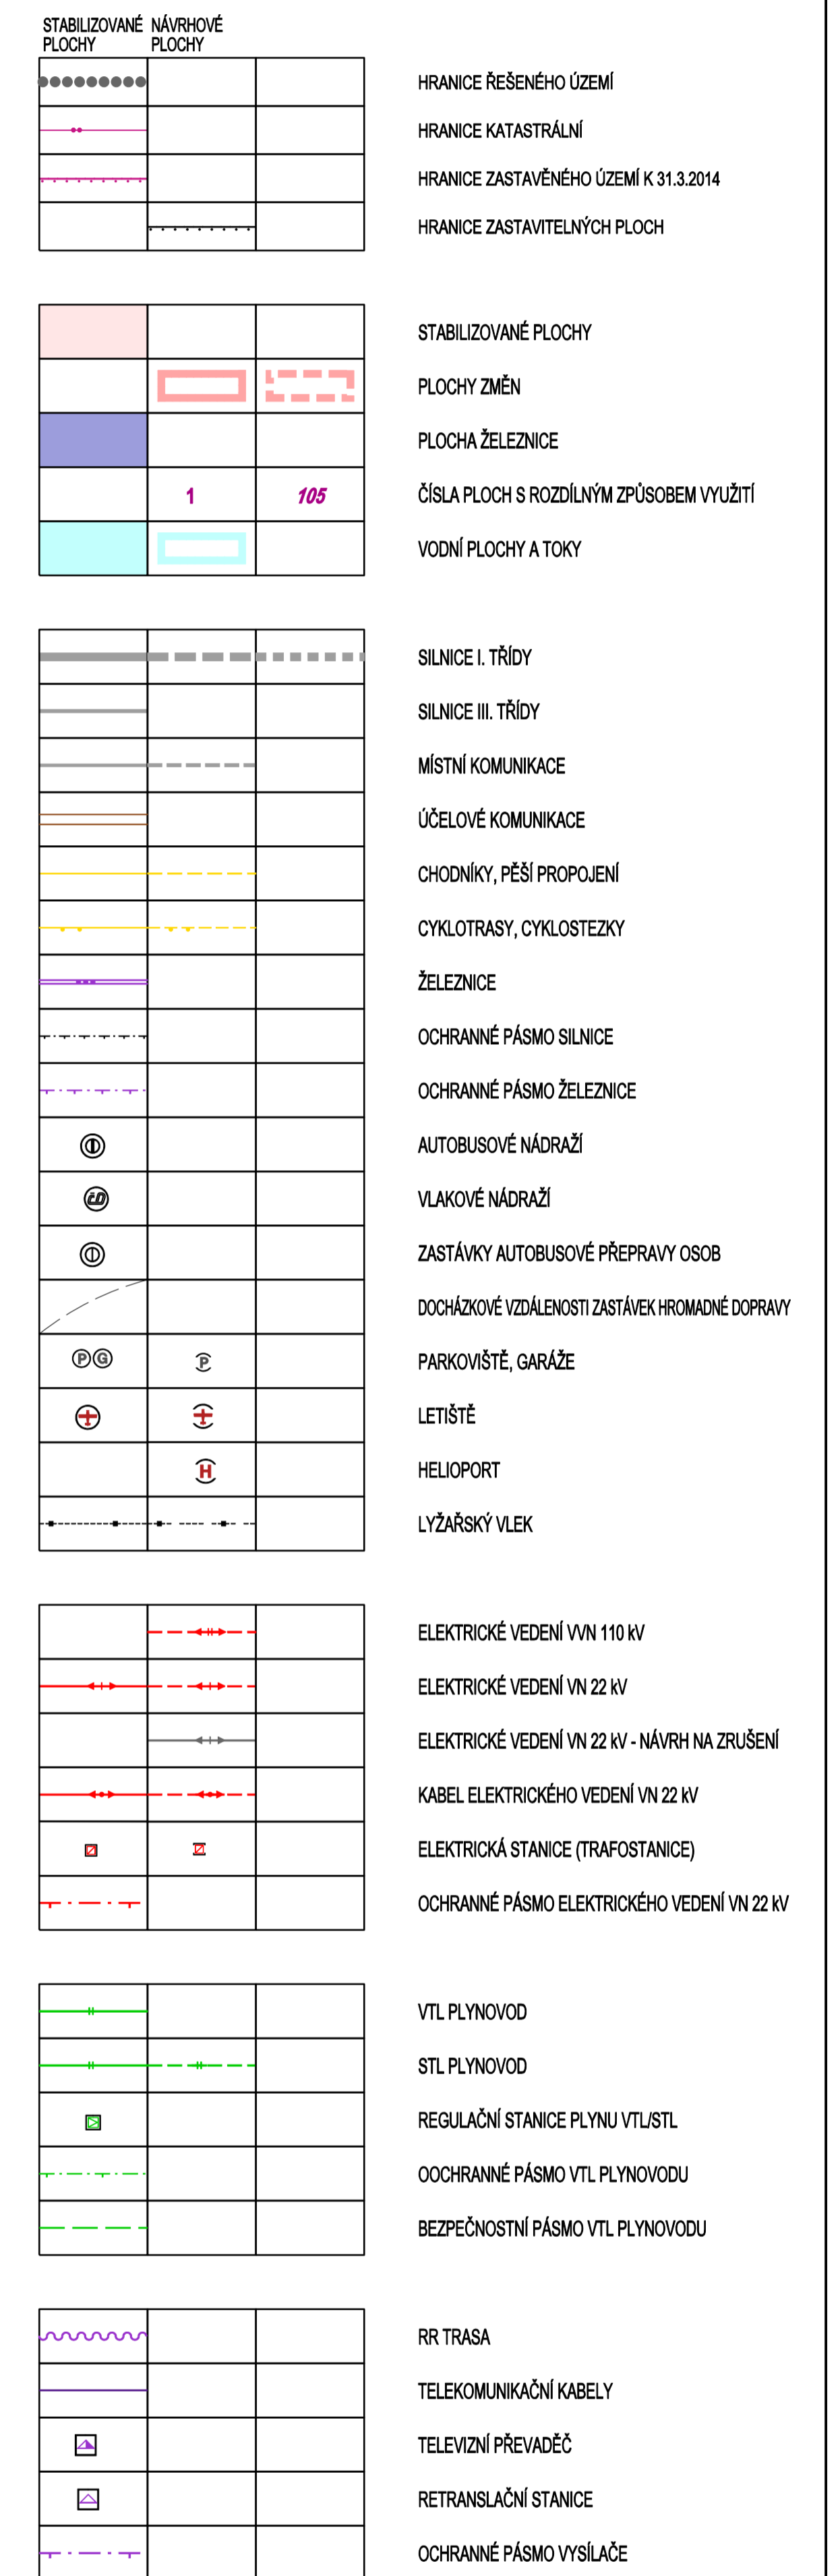 STABILIZOVANÉ NÁVRHOVÉ
PLOCHY PLOCHY
HRANICE ŘEŠENÉHO ÚZEMÍ
HRANICE KATASTRÁLNÍ
HRANICE ZASTAVĚNÉHO ÚZEMÍ K 31.3.2014
HRANICE ZASTAVITELNÝCH PLOCH
STABILIZOVANÉ PLOCHY
PLOCHY ZMĚN
PLOCHA ŽELEZNICE
1 105 ČÍSLA PLOCH S ROZDÍLNÝM ZPŮSOBEM VYUŽITÍ
VODNÍ PLOCHY A TOKY
SILNICE I. TŘÍDY
SILNICE III. TŘÍDY
MÍSTNÍ KOMUNIKACE
ÚČELOVÉ KOMUNIKACE
CHODNÍKY, PĚŠÍ PROPOJENÍ
CYKLOTRASY, CYKLOSTEZKY
ŽELEZNICE
OCHRANNÉ PÁSMO SILNICE
OCHRANNÉ PÁSMO ŽELEZNICE
AUTOBUSOVÉ NÁDRAŽÍ
VLAKOVÉ NÁDRAŽÍ
ZASTÁVKY AUTOBUSOVÉ PŘEPRAVY OSOB
DOCHÁZKOVÉ VZDÁLENOSTI ZASTÁVEK HROMADNÉ DOPRAVY
P G P PARKOVIŠTĚ, GARÁŽE
LETIŠTĚ
H HELIOPORT
LYŽAŘSKÝ VLEK
ELEKTRICKÉ VEDENÍ VVN 110 kV
ELEKTRICKÉ VEDENÍ VN 22 kV
ELEKTRICKÉ VEDENÍ VN 22 kV - NÁVRH NA ZRUŠENÍ
KABEL ELEKTRICKÉHO VEDENÍ VN 22 kV
ELEKTRICKÁ STANICE (TRAFOSTANICE)
OCHRANNÉ PÁSMO ELEKTRICKÉHO VEDENÍ VN 22 kV
VTL PLYNOVOD
STL PLYNOVOD
REGULAČNÍ STANICE PLYNU VTL/STL
OOCHRANNÉ PÁSMO VTL PLYNOVODU
BEZPEČNOSTNÍ PÁSMO VTL PLYNOVODU
RR TRASA
TELEKOMUNIKAČNÍ KABELY
TELEVIZNÍ PŘEVADĚČ
RETRANSLAČNÍ STANICE
OCHRANNÉ PÁSMO VYSÍLAČE